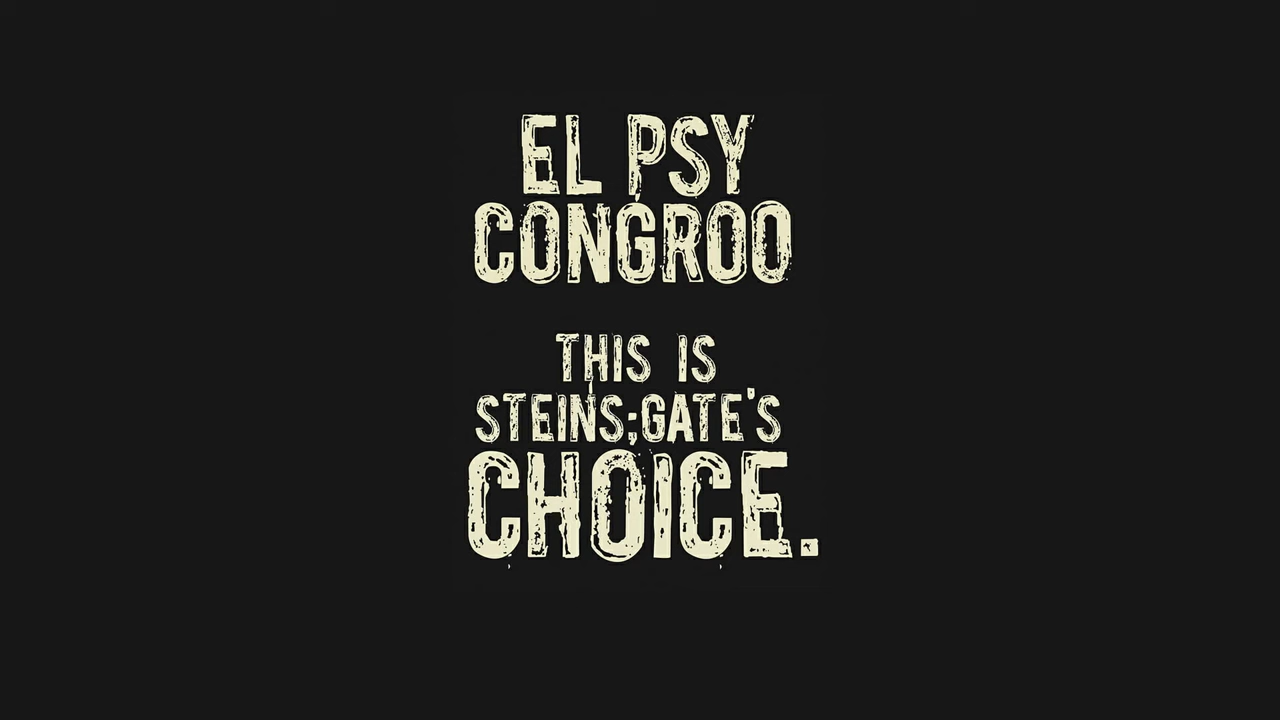 EL PSY
CONGROO
THIS IS
STEINS;GATE'S
CHOICE.